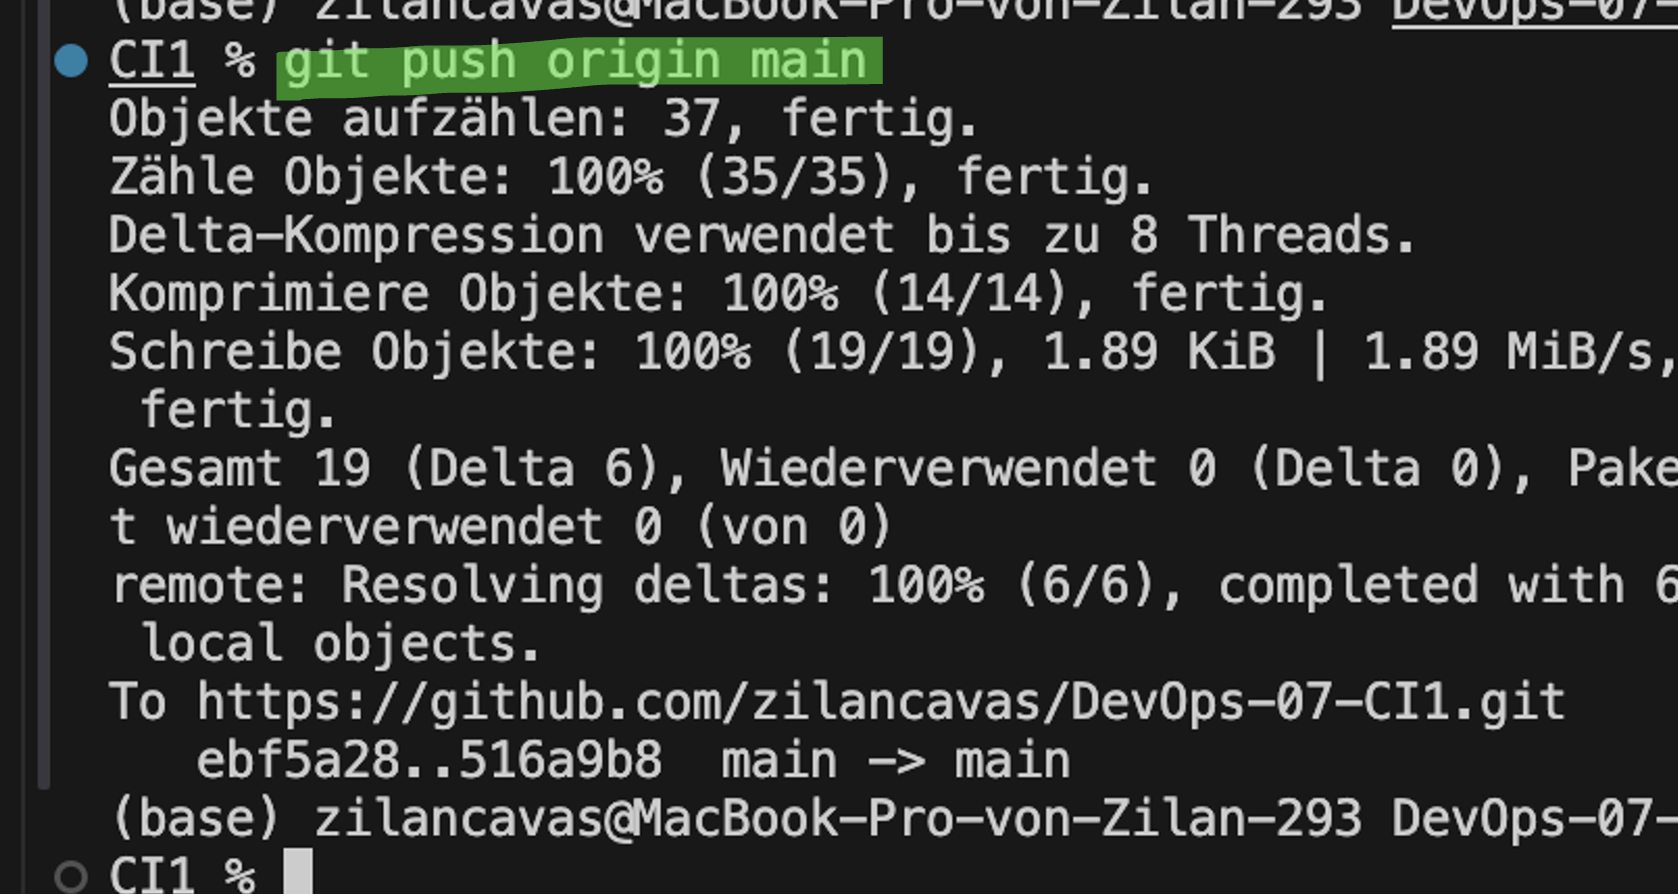 (base) zilancavas@MacBook-Pro-von-Zilan-293 DevOps-07-
CI1 % git push origin main
Objekte aufzählen: 37, fertig.
Zähle Objekte: 100% (35/35), fertig.
Delta-Kompression verwendet bis zu 8 Threads.
Komprimiere Objekte: 100% (14/14), fertig.
Schreibe Objekte: 100% (19/19), 1.89 KiB | 1.89 MiB/s,
fertig.
Gesamt 19 (Delta 6), Wiederverwendet 0 (Delta 0), Pake
t wiederverwendet 0 (von 0)
remote: Resolving deltas: 100% (6/6), completed with 6
local objects.
To https://github.com/zilancavas/DevOps-07-CI1.git
ebf5a28..516a9b8  main -> main
(base) zilancavas@MacBook-Pro-von-Zilan-293 DevOps-07-
CI1 %